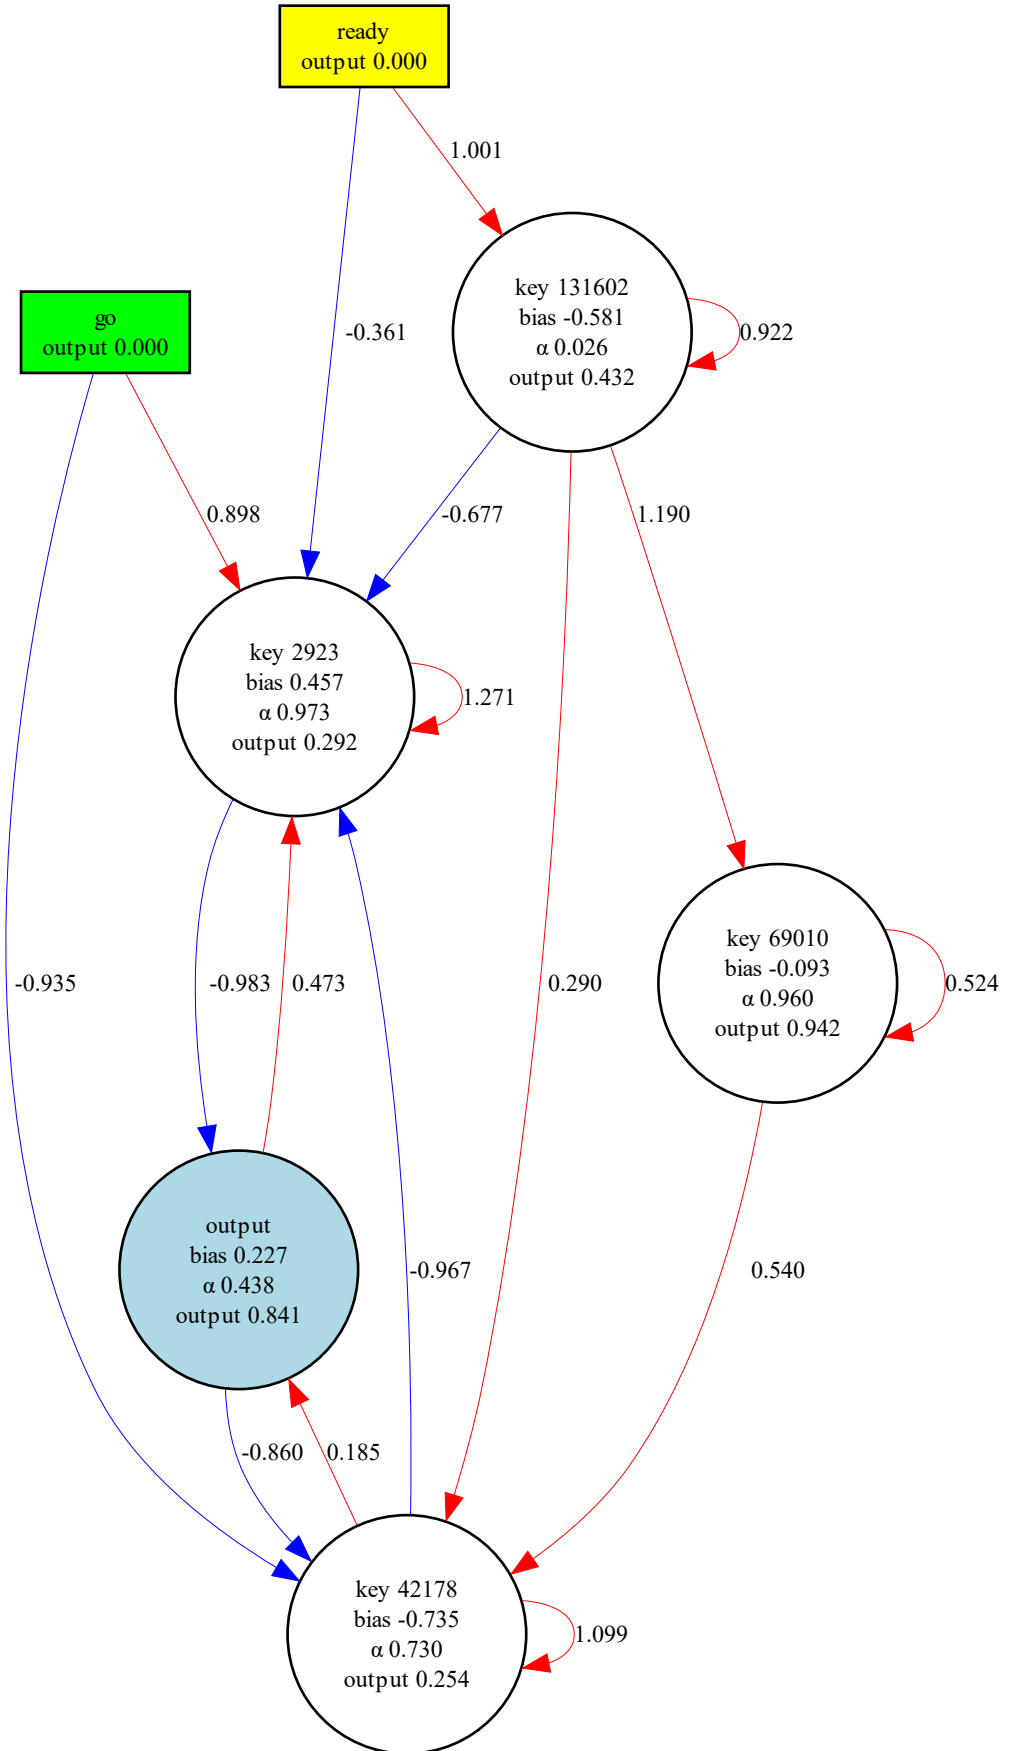 ready
output 0.000
1.001
go
output 0.000
key 131602
bias -0.581
α 0.026
output 0.432
0.922
-0.361
0.898
-0.677
1.190
key 2923
bias 0.457
α 0.973
output 0.292
1.271
key 69010
bias -0.093
α 0.960
output 0.942
0.524
-0.935
-0.983
0.473
0.290
output
bias 0.227
α 0.438
output 0.841
-0.967
0.540
-0.860
0.185
key 42178
bias -0.735
α 0.730
output 0.254
1.099